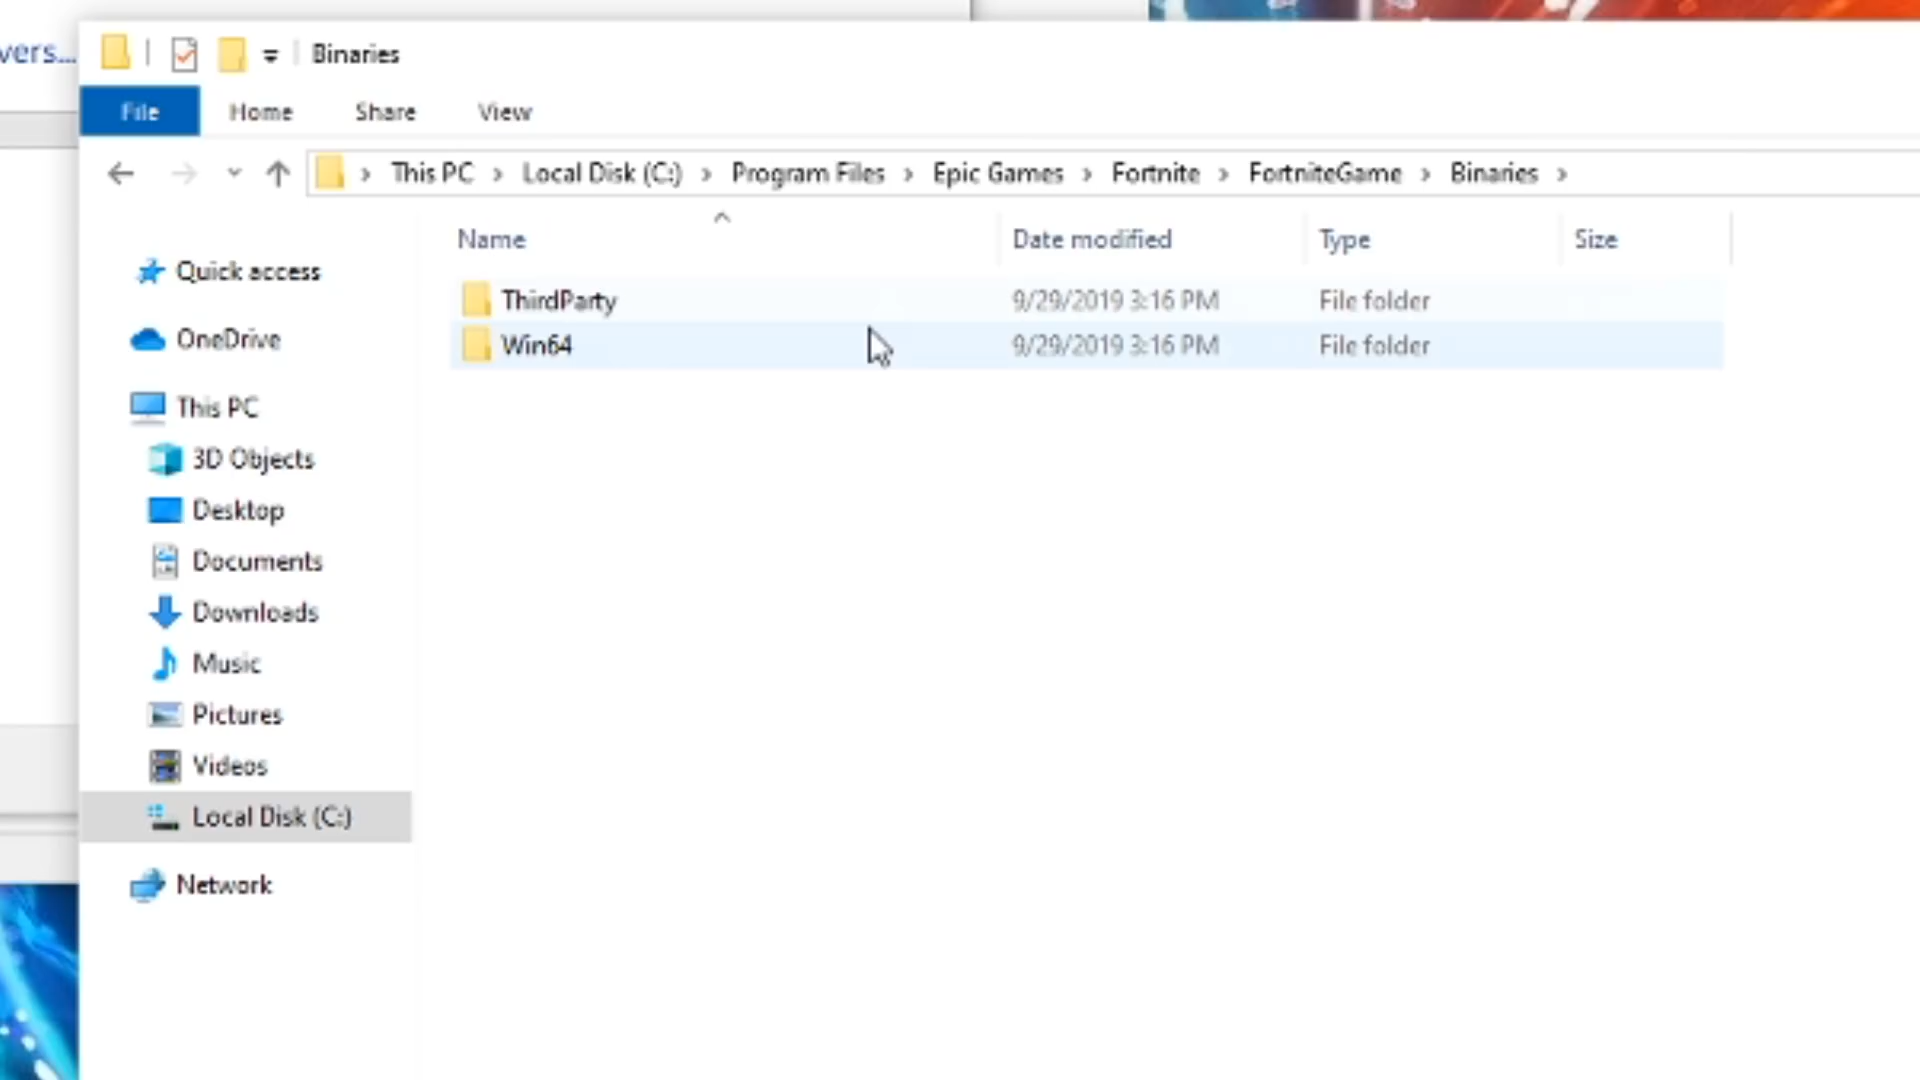 vers...
Binaries
File Home Share View
This PC > Local Disk (C:) > Program Files > Epic Games > Fortnite > FortniteGame > Binaries >
Name Date modified Type Size
Quick access
ThirdParty 9/29/2019 3:16 PM File folder
OneDrive
Win64 9/29/2019 3:16 PM File folder
This PC
3D Objects
Desktop
Documents
Downloads
Music
Pictures
Videos
Local Disk (C:)
Network